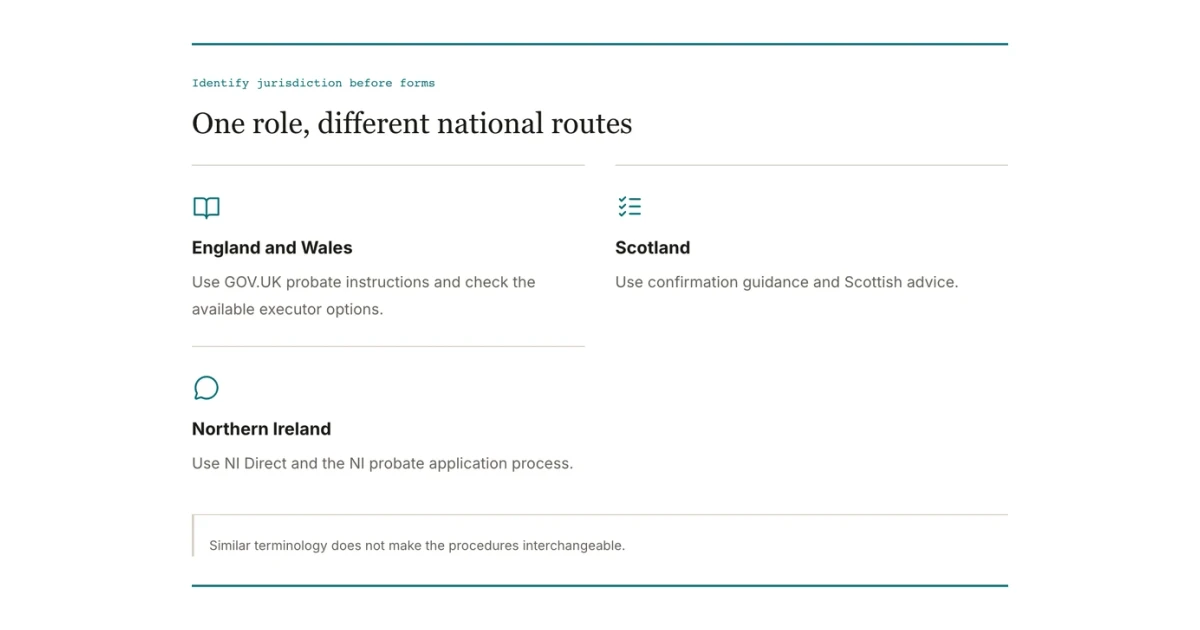 Identify jurisdiction before forms
One role, different national routes
England and Wales
Use GOV.UK probate instructions and check the
available executor options.
Scotland
Use confirmation guidance and Scottish advice.
Northern Ireland
Use NI Direct and the NI probate application process.
Similar terminology does not make the procedures interchangeable.